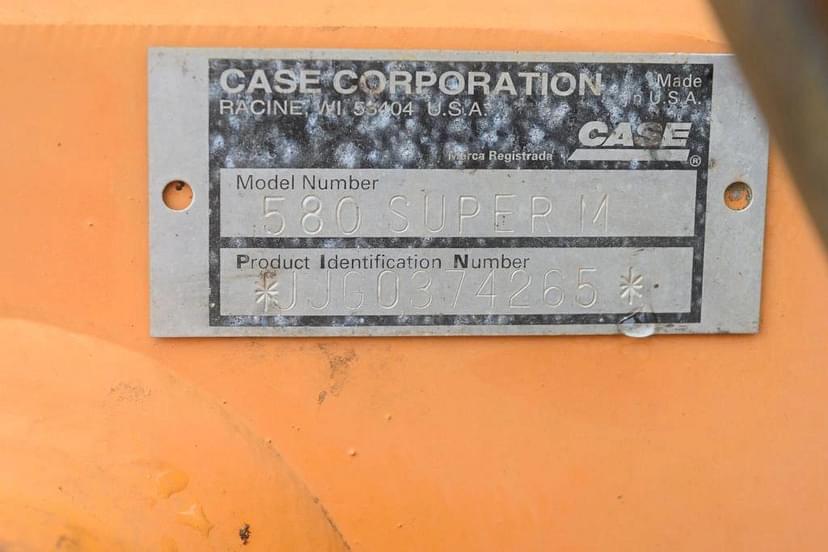 CASE CORPORATION
Made
in U.S.A.
RACINE, WI 53404 U.S.A.
CASE
Marca Registrada
®
Model Number
580 SUPER M
Product Identification Number
*JJG0374265*